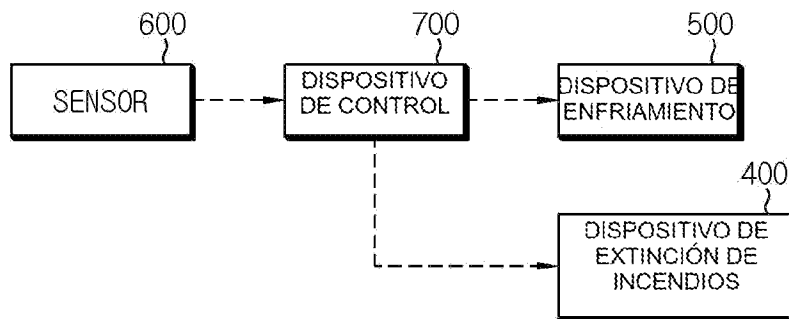 600
SENSOR
700
DISPOSITIVO
DE CONTROL
500
DISPOSITIVO DE
ENFRIAMIENTO
400
DISPOSITIVO DE
EXTINCIÓN DE
INCENDIOS